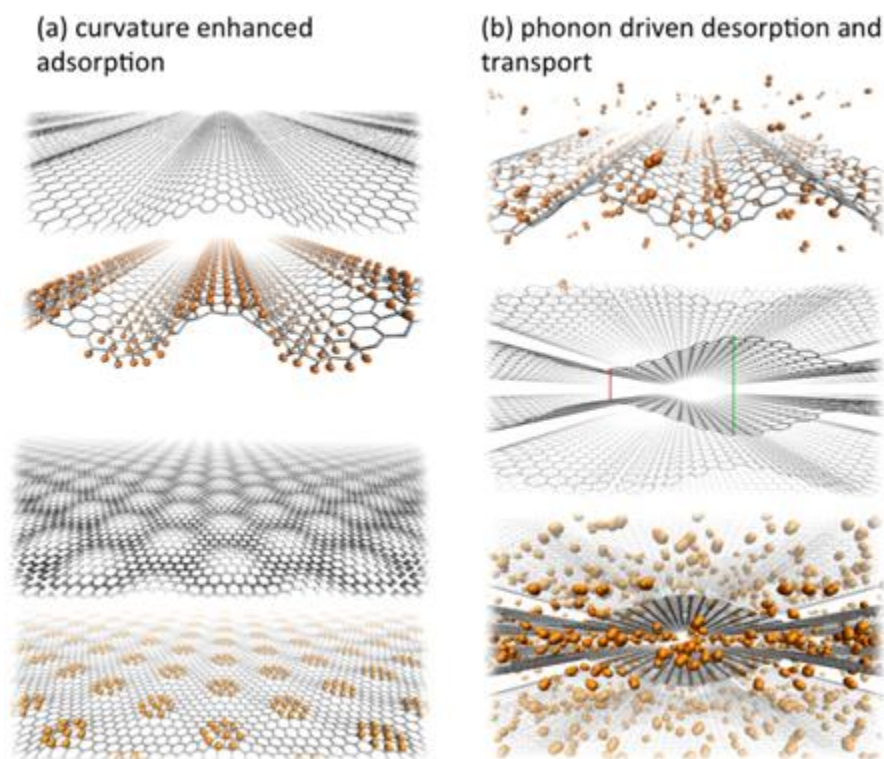 (a) curvature enhanced
adsorption
(b) phonon driven desorption and
transport